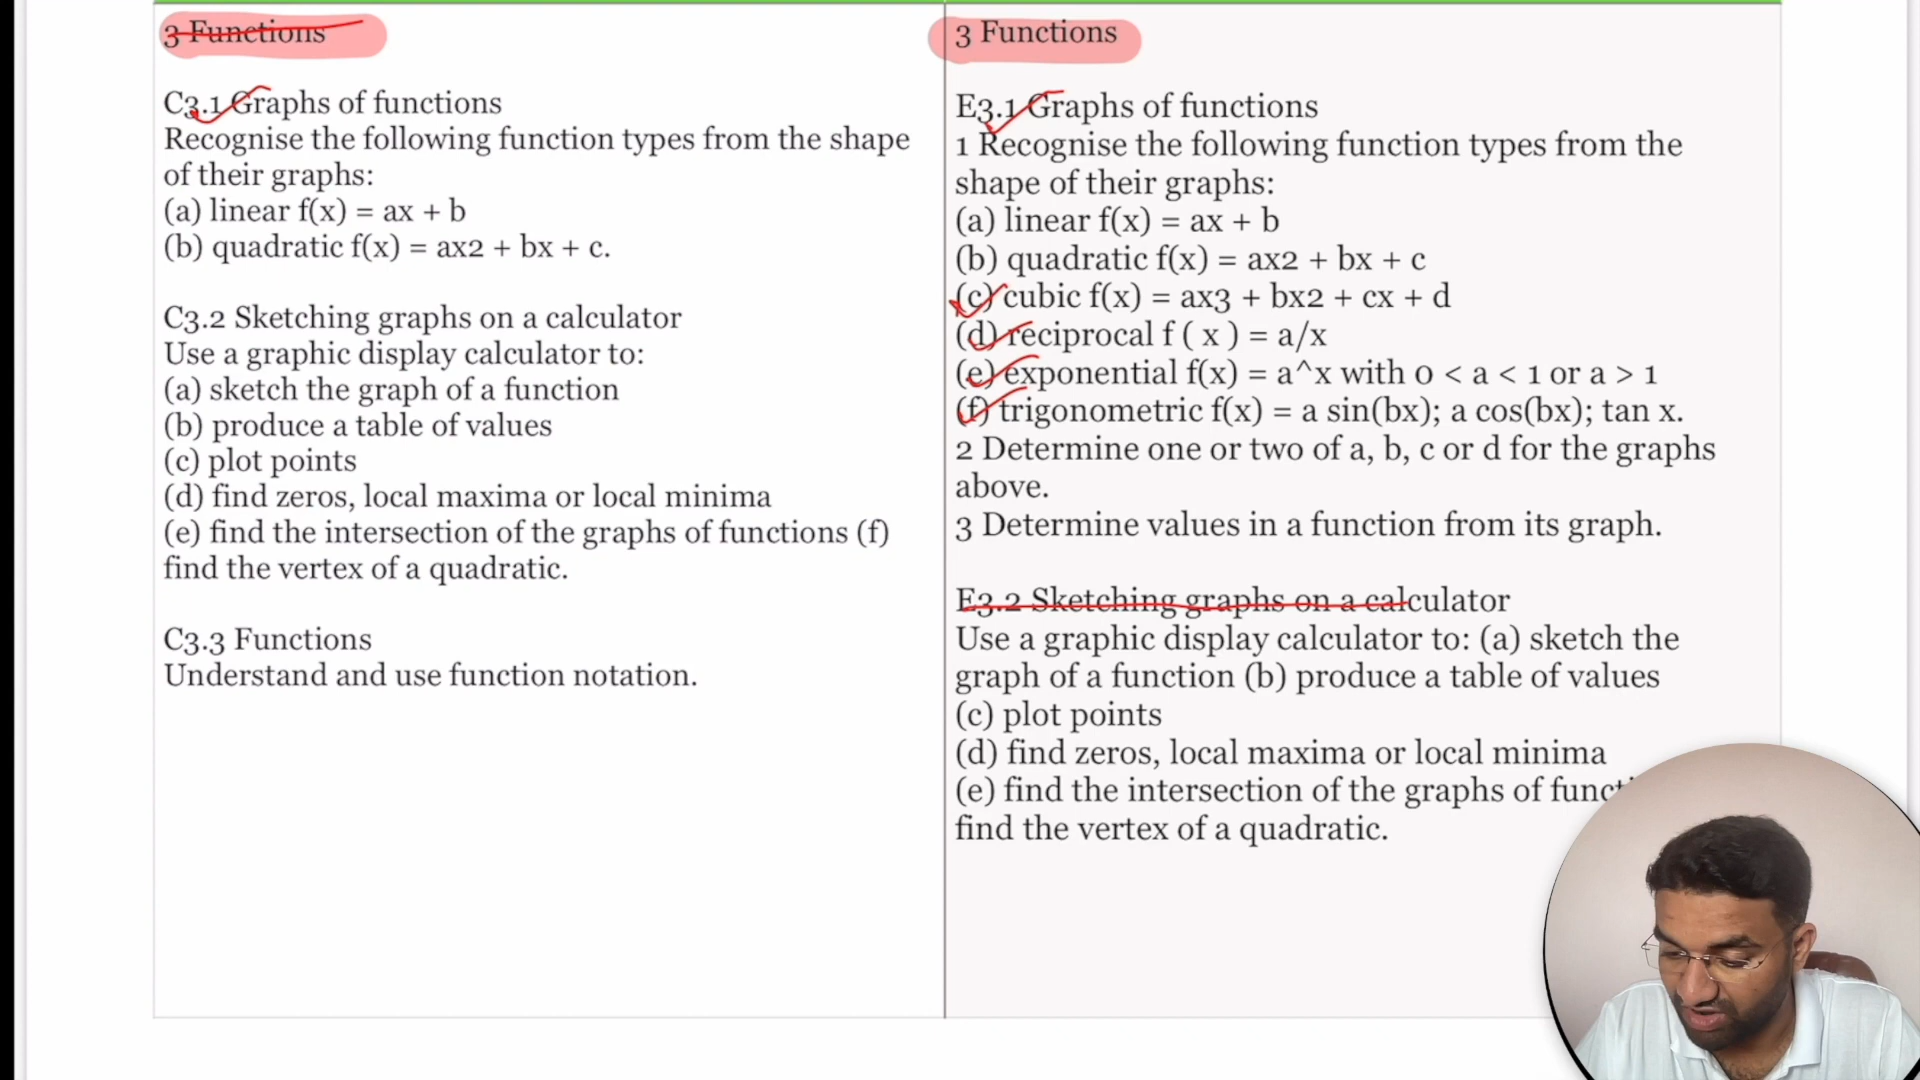 3 Functions
C3.1 Graphs of functions
Recognise the following function types from the shape
of their graphs:
(a) linear f(x) = ax + b
(b) quadratic f(x) = ax2 + bx + c.
C3.2 Sketching graphs on a calculator
Use a graphic display calculator to:
(a) sketch the graph of a function
(b) produce a table of values
(c) plot points
(d) find zeros, local maxima or local minima
(e) find the intersection of the graphs of functions (f)
find the vertex of a quadratic.
C3.3 Functions
Understand and use function notation.
3 Functions
E3.1 Graphs of functions
1 Recognise the following function types from the
shape of their graphs:
(a) linear f(x) = ax + b
(b) quadratic f(x) = ax2 + bx + c
(c) cubic f(x) = ax3 + bx2 + cx + d
(d) reciprocal f ( x ) = a/x
(e) exponential f(x) = a^x with 0 < a < 1 or a > 1
(f) trigonometric f(x) = a sin(bx); a cos(bx); tan x.
2 Determine one or two of a, b, c or d for the graphs
above.
3 Determine values in a function from its graph.
E3.2 Sketching graphs on a calculator
Use a graphic display calculator to: (a) sketch the
graph of a function (b) produce a table of values
(c) plot points
(d) find zeros, local maxima or local minima
(e) find the intersection of the graphs of
find the vertex of a quadratic.